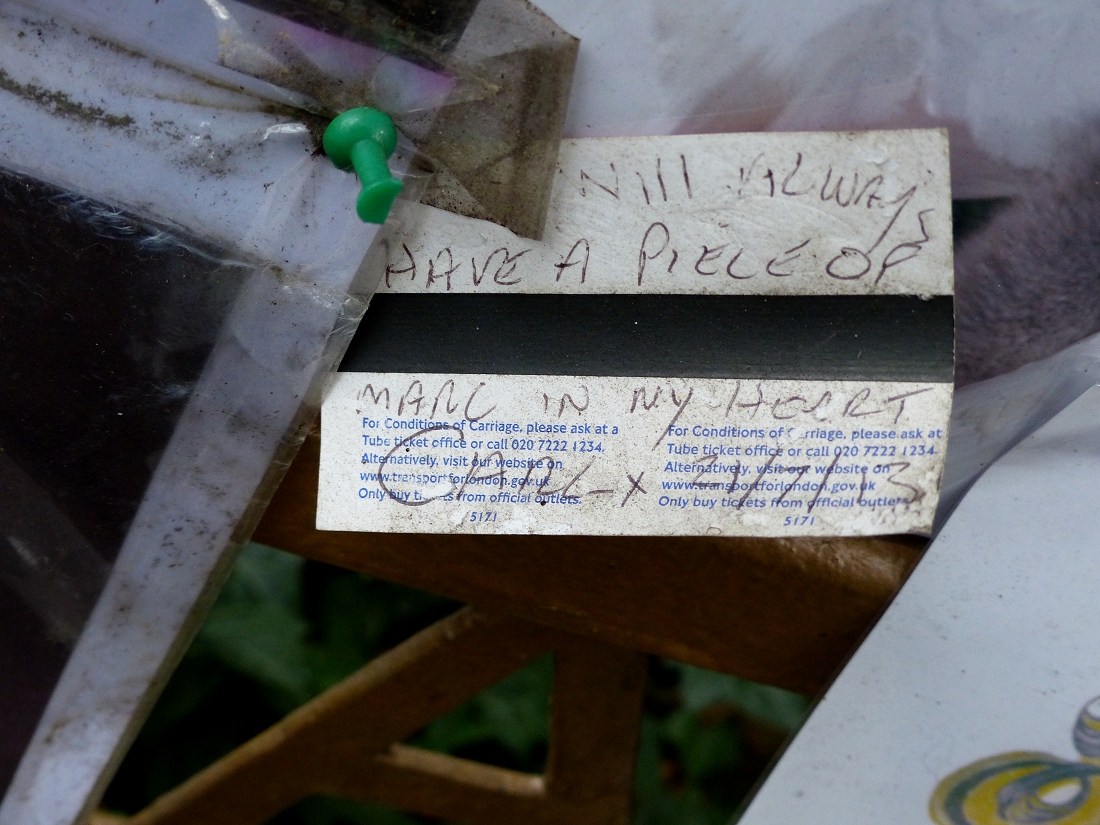 Will ALWAYS
HAVE A PIECE OF
MARC IN MY HEART
For Conditions of Carriage, please ask at a
Tube ticket office or call 020 7222 1234.
Alternatively, visit our website on
www.transportforlondon.gov.uk
Only buy tickets from official outlets.
5171
For Conditions of Carriage, please ask at
Tube ticket office or call 020 7222 1234.
Alternatively, visit our website on
www.transportforlondon.gov.uk
Only buy tickets from official outlets.
5171